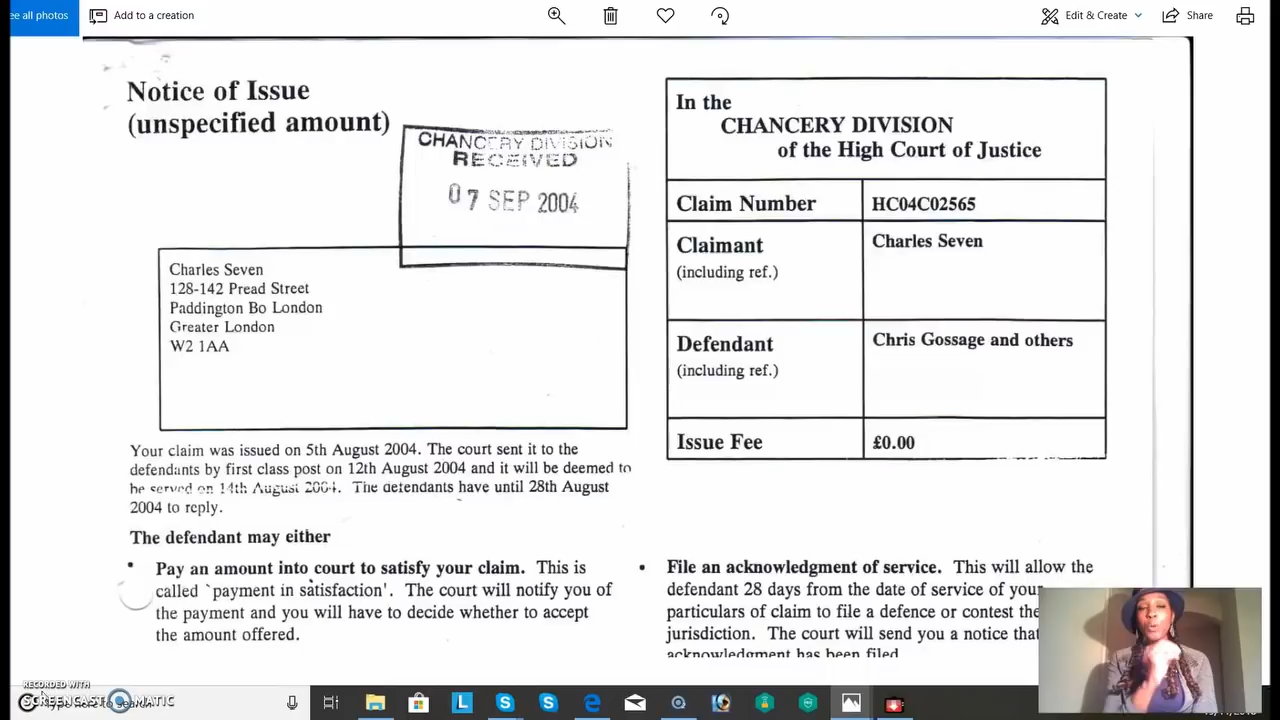 ee all photos
Add to a creation
Edit & Create
Share
Notice of Issue
(unspecified amount)
CHANCERY DIVISION
RECEIVED
07 SEP 2004
In the
CHANCERY DIVISION
of the High Court of Justice
Claim Number
HC04C02565
Claimant
(including ref.)
Charles Seven
Defendant
(including ref.)
Chris Gossage and others
Issue Fee
£0.00
Charles Seven
128-142 Pread Street
Paddington Bo London
Greater London
W2 1AA
Your claim was issued on 5th August 2004. The court sent it to the
defendants by first class post on 12th August 2004 and it will be deemed to
be served on 14th August 2004. The defendants have until 28th August
2004 to reply.
The defendant may either
• Pay an amount into court to satisfy your claim. This is
called `payment in satisfaction'. The court will notify you of
the payment and you will have to decide whether to accept
the amount offered.
• File an acknowledgment of service. This will allow the
defendant 28 days from the date of service of your
particulars of claim to file a defence or contest the
jurisdiction. The court will send you a notice that
acknowledgment has been filed
RECORDED WITH
SCREENCAST MATIC